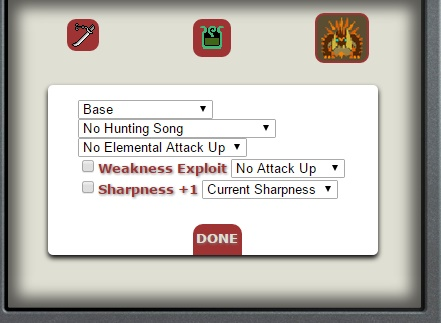 Base
No Hunting Song
No Elemental Attack Up
Weakness Exploit No Attack Up
Sharpness +1 Current Sharpness
DONE